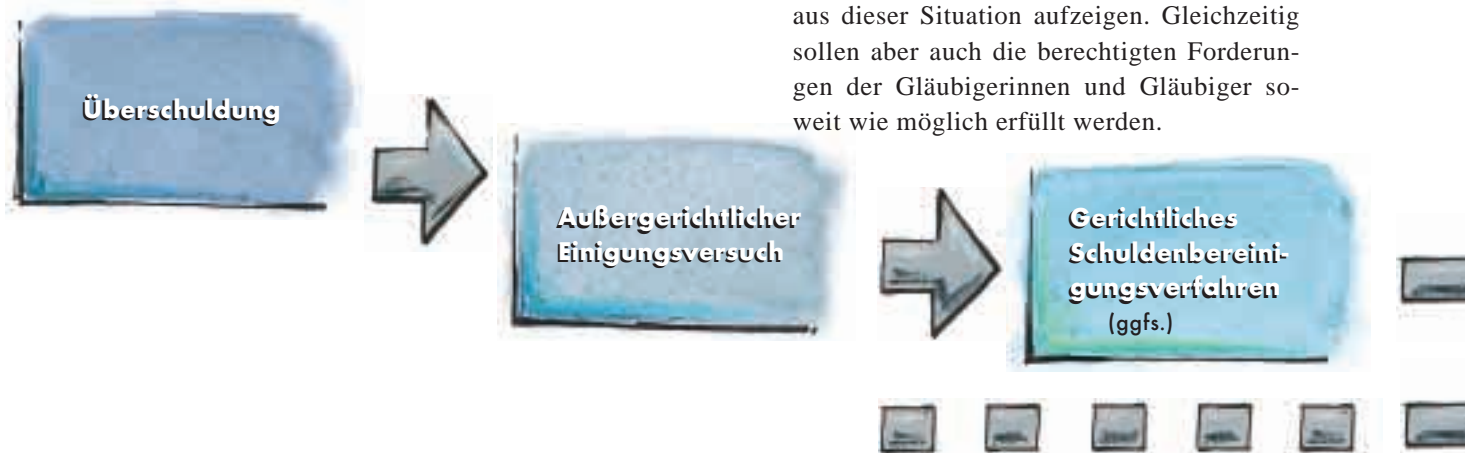 aus dieser Situation aufzeigen. Gleichzeitig
sollen aber auch die berechtigten Forderun-
gen der Gläubigerinnen und Gläubiger so-
weit wie möglich erfüllt werden.
Überschuldung
Außergerichtlicher
Einigungsversuch
Gerichtliches
Schuldenbereini-
gungsverfahren
(ggfs.)